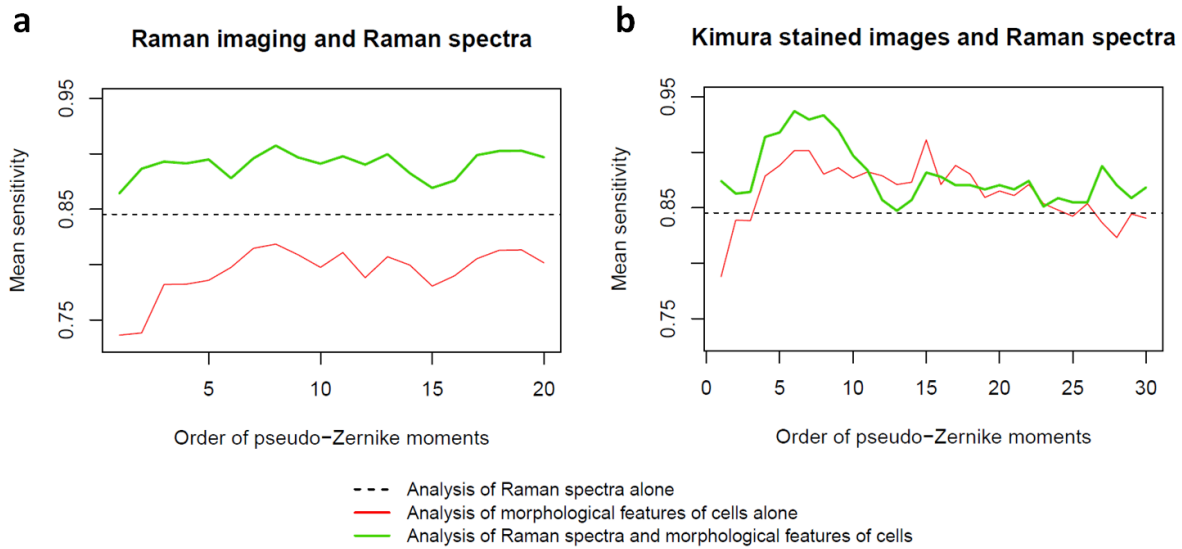 a
Raman imaging and Raman spectra
Mean sensitivity
0.95
0.85
0.75
5 10 15 20
Order of pseudo-Zernike moments
b
Kimura stained images and Raman spectra
Mean sensitivity
0.95
0.85
0.75
0 5 10 15 20 25 30
Order of pseudo-Zernike moments
Analysis of Raman spectra alone
Analysis of morphological features of cells alone
Analysis of Raman spectra and morphological features of cells